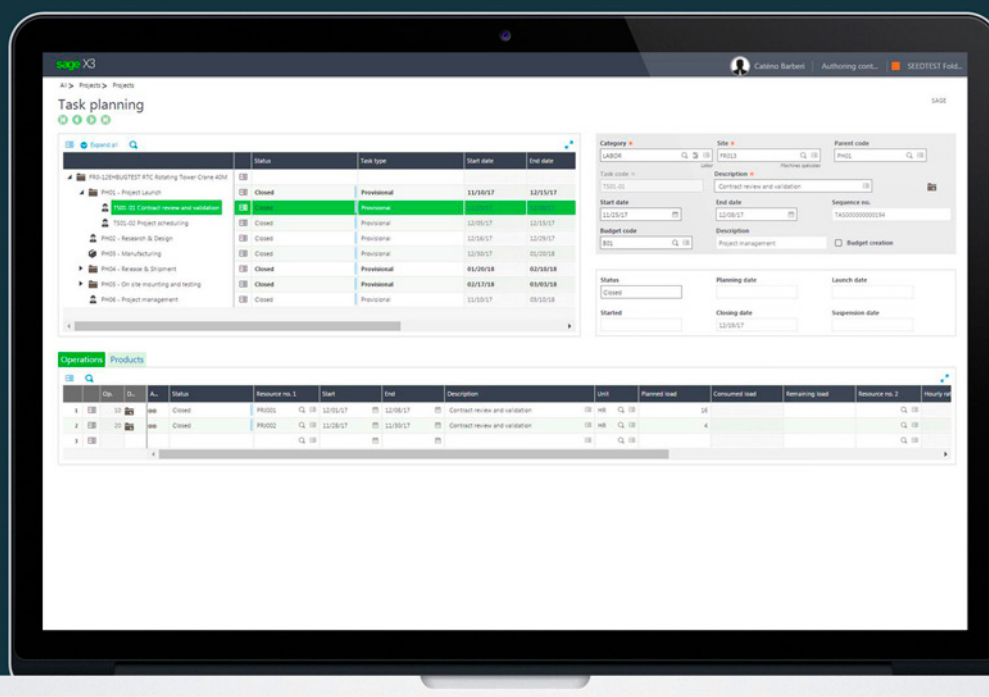 sage X3
Caténo Barberi | Authoring cont... | SEEDTEST Fold...
All > Projects > Projects
Task planning
SAGE
Expand all
Status Task type Start date End date
PH01 - Project Launch Closed Provisional 11/10/17 12/15/17
TS01-01 Contract review and validation Closed Provisional
TS01-02 Project scheduling Closed Provisional 12/05/17 12/15/17
PH02 - Research & Design Closed Provisional 12/16/17 12/29/17
PH03 - Manufacturing Closed Provisional 12/30/17 01/20/18
PH04 - Release & Shipment Closed Provisional 01/20/18 02/10/18
PH05 - On site mounting and testing Closed Provisional 02/17/18 03/03/18
PH06 - Project management Closed Provisional 11/10/17 03/10/18
Category Site Parent code
LABOR FR013 PH01
Labor
Task code Description
TS01-01 Contract review and validation
Start date End date Sequence no.
11/25/17 12/08/17
Budget code Description
B01 Project management Budget creation
Status Planning date Launch date
Closed
Started Closing date Suspension date
12/19/17
Operations Products
Op. D.. A.. Status Resource no. 1 Start End Description Unit Planned load Consumed load Remaining load Resource no. 2 Hourly rat
1 10 Closed PRJ001 12/01/17 12/08/17 Contract review and validation HR 16
2 20 Closed PRJ002 11/28/17 11/30/17 Contract review and validation HR 4
3